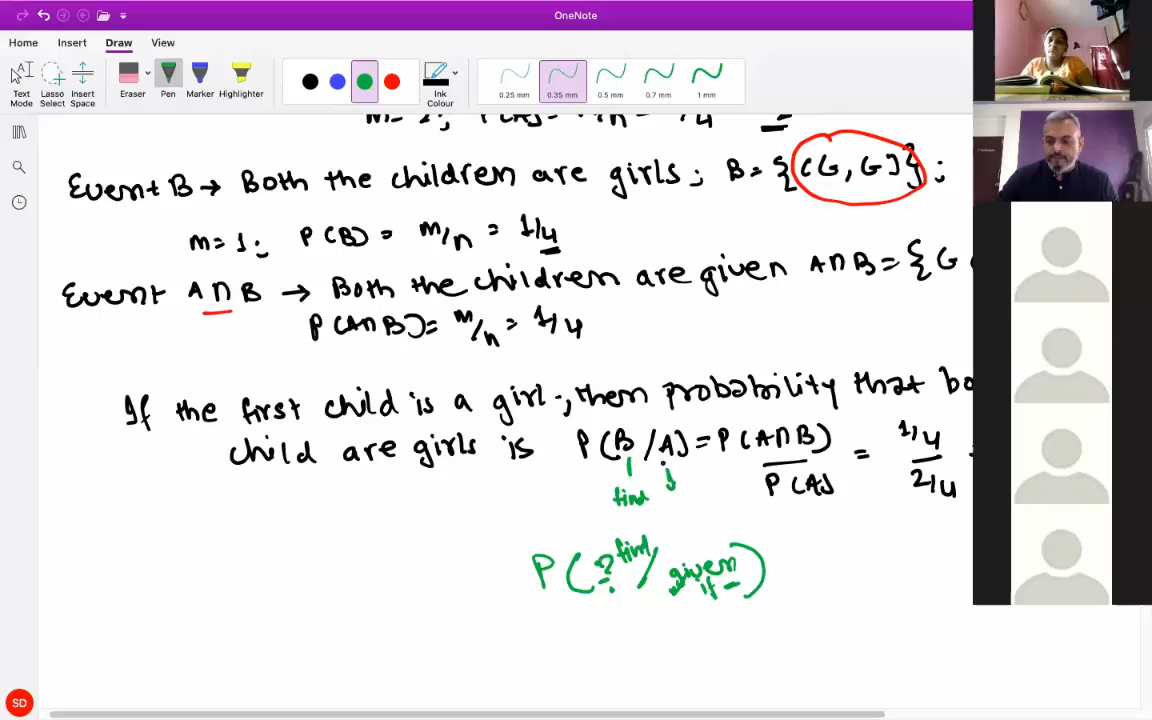 OneNote
Home Insert Draw View
Text Mode Lasso Select Insert Space Eraser Pen Marker Highlighter Ink Colour 0.25 mm 0.35 mm 0.5 mm 0.7 mm 1 mm
Event B → Both the children are girls; B = {(G, G)};
m = 1; P(B) = m/n = 1/4
Event A∩B → Both the children are given A∩B = {G
P(A∩B) = m/n = 1/4
If the first child is a girl, then probability that bo
child are girls is P(B/A) = P(A∩B)/P(A) = 1/4 / 2/4 =
find
P(? find / given if)
SD